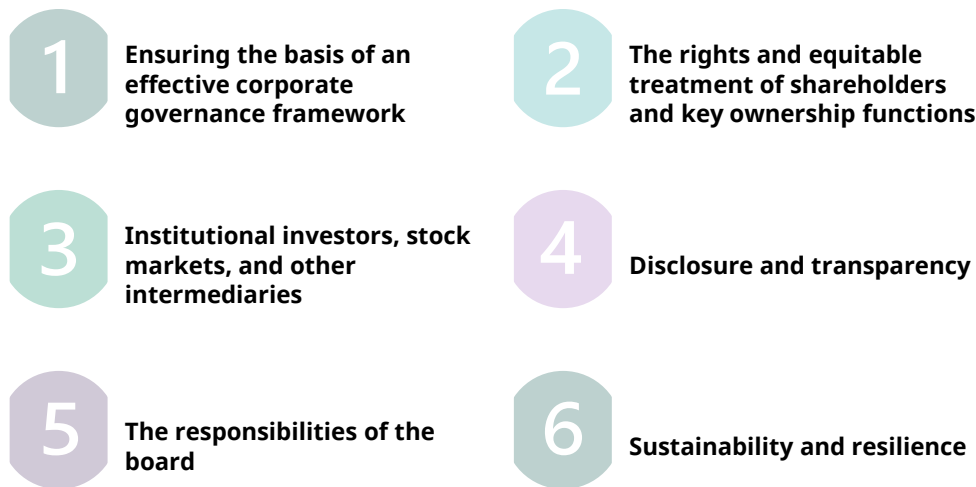 1
Ensuring the basis of an
effective corporate
governance framework
2
The rights and equitable
treatment of shareholders
and key ownership functions
3
Institutional investors, stock
markets, and other
intermediaries
4
Disclosure and transparency
5
The responsibilities of the
board
6
Sustainability and resilience